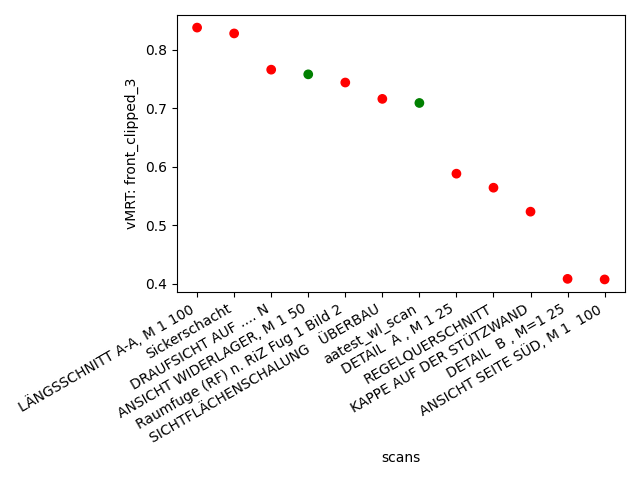 0.8
0.7
0.6
0.5
0.4
vMRT: front_clipped_3
LÄNGSSCHNITT A-A, M 1 100
Sickerschacht
DRAUFSICHT AUF .... N
ANSICHT WIDERLAGER, M 1 50
Raumfuge (RF) n. RiZ Fug 1 Bild 2
SICHTFLÄCHENSCHALUNG ÜBERBAU
aatest_wl_scan
DETAIL A , M 1 25
REGELQUERSCHNITT
KAPPE AUF DER STÜTZWAND
DETAIL B , M=1 25
ANSICHT SEITE SÜD, M 1 100
scans